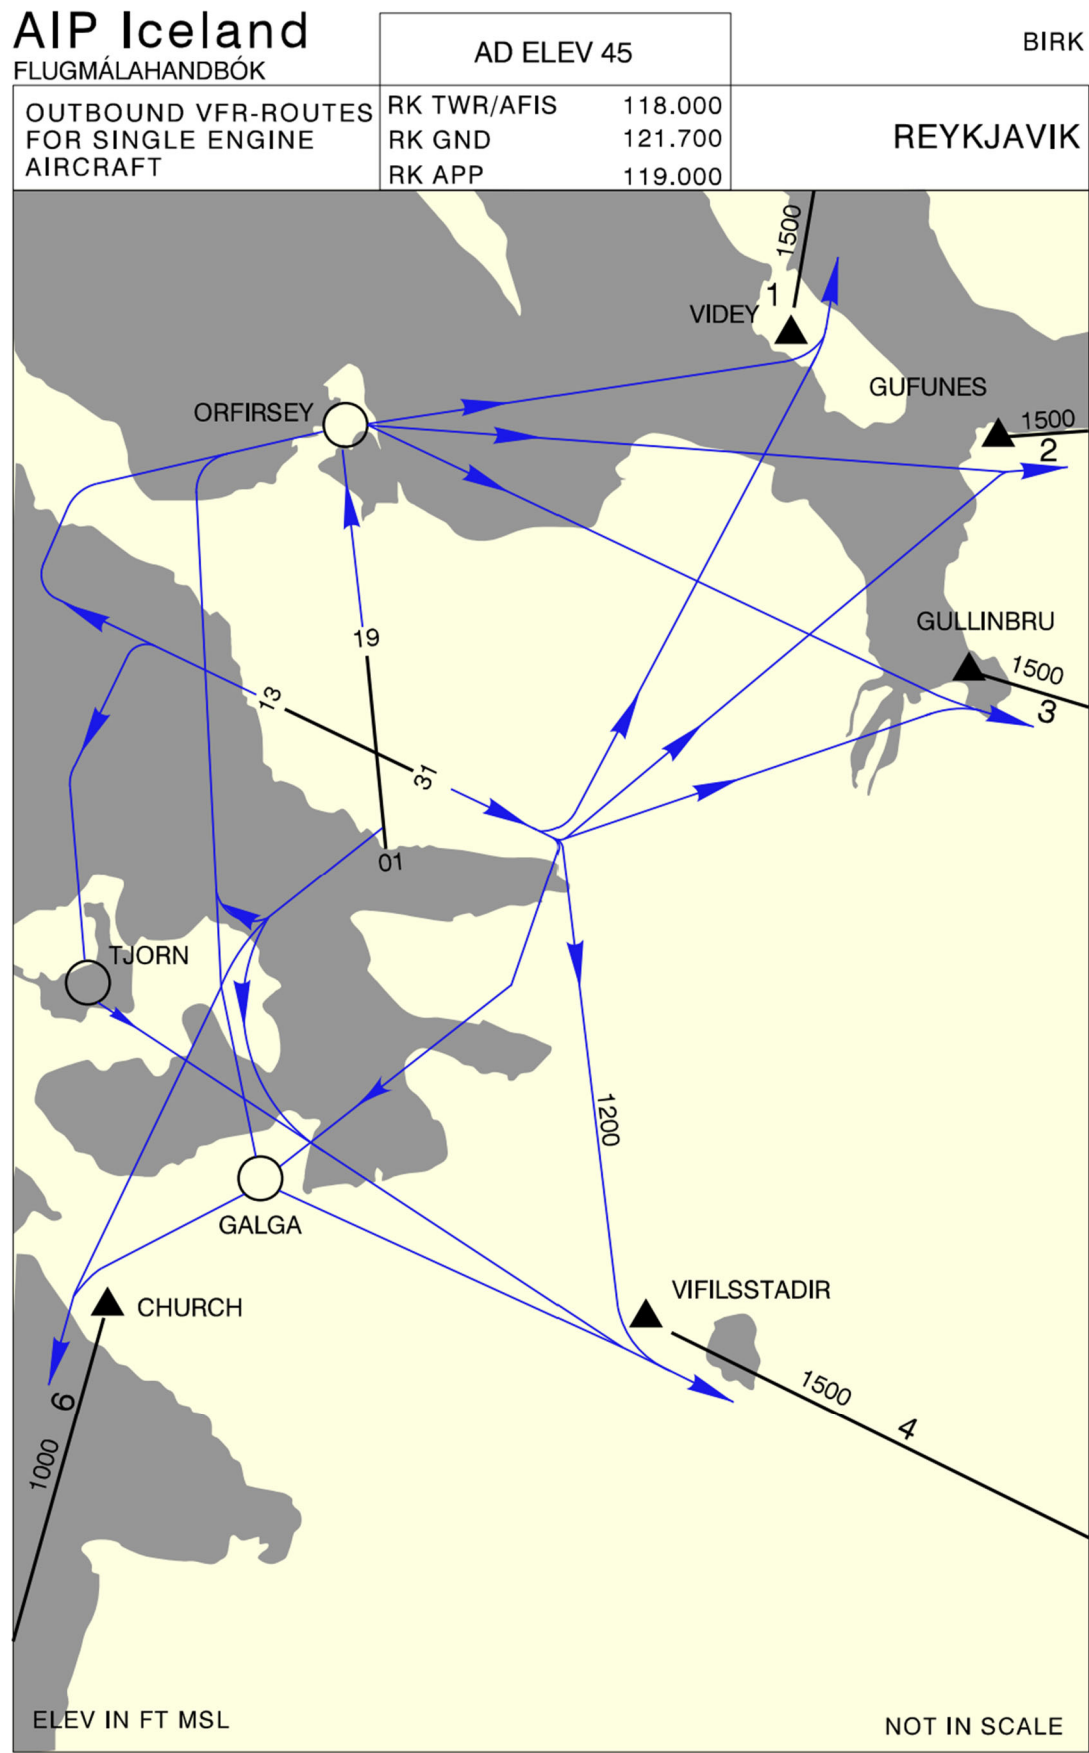 AIP Iceland
FLUGMÁLAHANDBÓK
AD ELEV 45
BIRK
OUTBOUND VFR-ROUTES
FOR SINGLE ENGINE
AIRCRAFT
RK TWR/AFIS 118.000
RK GND 121.700
RK APP 119.000
REYKJAVIK
1500
1
VIDEY
GUFUNES
ORFIRSEY
1500
2
GULLINBRU
19
1500
13
3
31
01
TJORN
1200
GALGA
VIFILSSTADIR
CHURCH
1500
6
4
1000
ELEV IN FT MSL
NOT IN SCALE